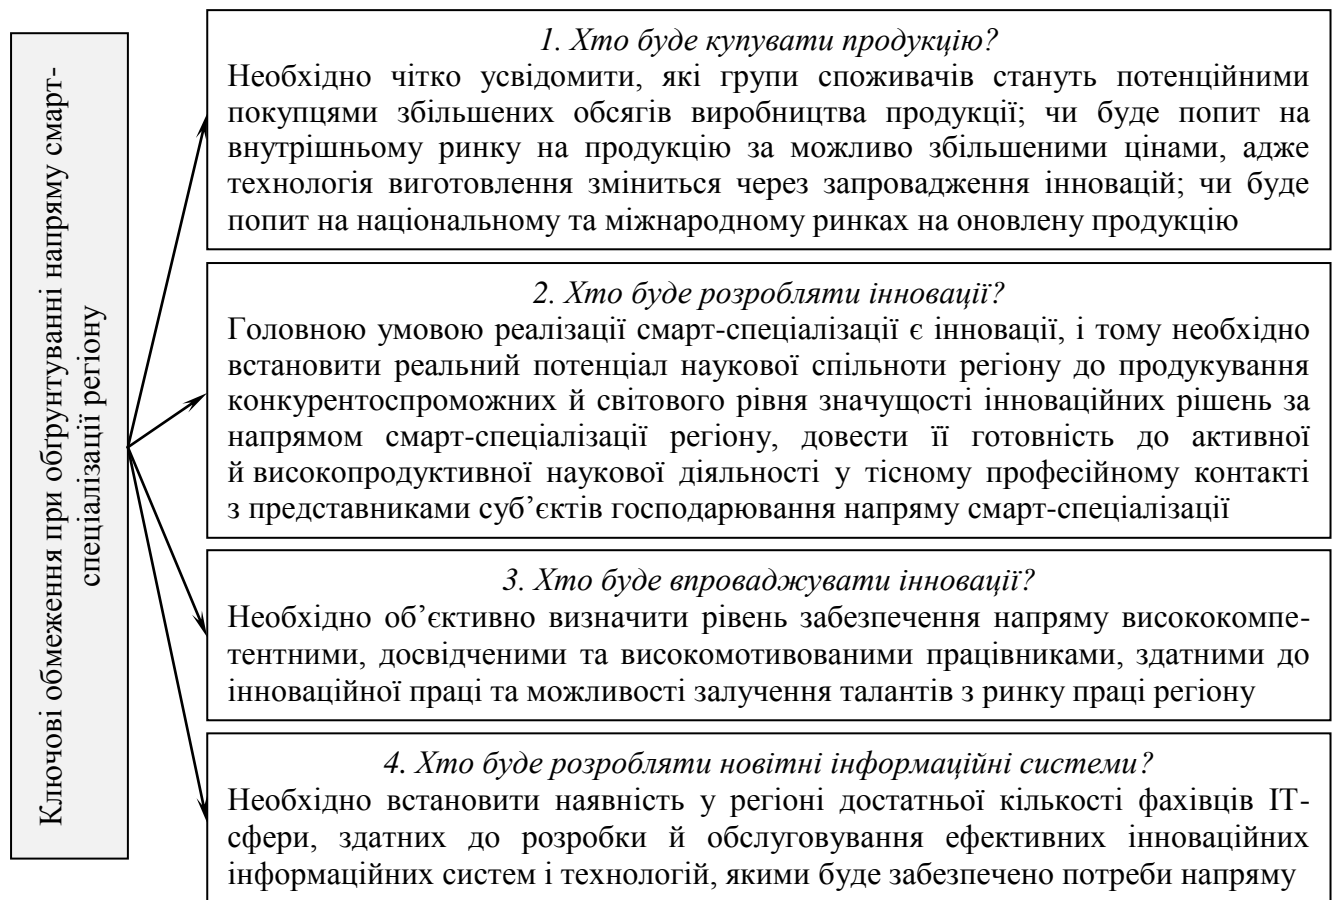 Ключові обмеження при обґрунтуванні напряму смарт-
спеціалізації регіону
1. Хто буде купувати продукцію?
Необхідно чітко усвідомити, які групи споживачів стануть потенційними
покупцями збільшених обсягів виробництва продукції; чи буде попит на
внутрішньому ринку на продукцію за можливо збільшеними цінами, адже
технологія виготовлення зміниться через запровадження інновацій; чи буде
попит на національному та міжнародному ринках на оновлену продукцію
2. Хто буде розробляти інновації?
Головною умовою реалізації смарт-спеціалізації є інновації, і тому необхідно
встановити реальний потенціал наукової спільноти регіону до продукування
конкурентоспроможних й світового рівня значущості інноваційних рішень за
напрямом смарт-спеціалізації регіону, довести її готовність до активної
й високопродуктивної наукової діяльності у тісному професійному контакті
з представниками суб’єктів господарювання напряму смарт-спеціалізації
3. Хто буде впроваджувати інновації?
Необхідно об’єктивно визначити рівень забезпечення напряму висококомпе-
тентними, досвідченими та високомотивованими працівниками, здатними до
інноваційної праці та можливості залучення талантів з ринку праці регіону
4. Хто буде розробляти новітні інформаційні системи?
Необхідно встановити наявність у регіоні достатньої кількості фахівців ІТ-
сфери, здатних до розробки й обслуговування ефективних інноваційних
інформаційних систем і технологій, якими буде забезпечено потреби напряму